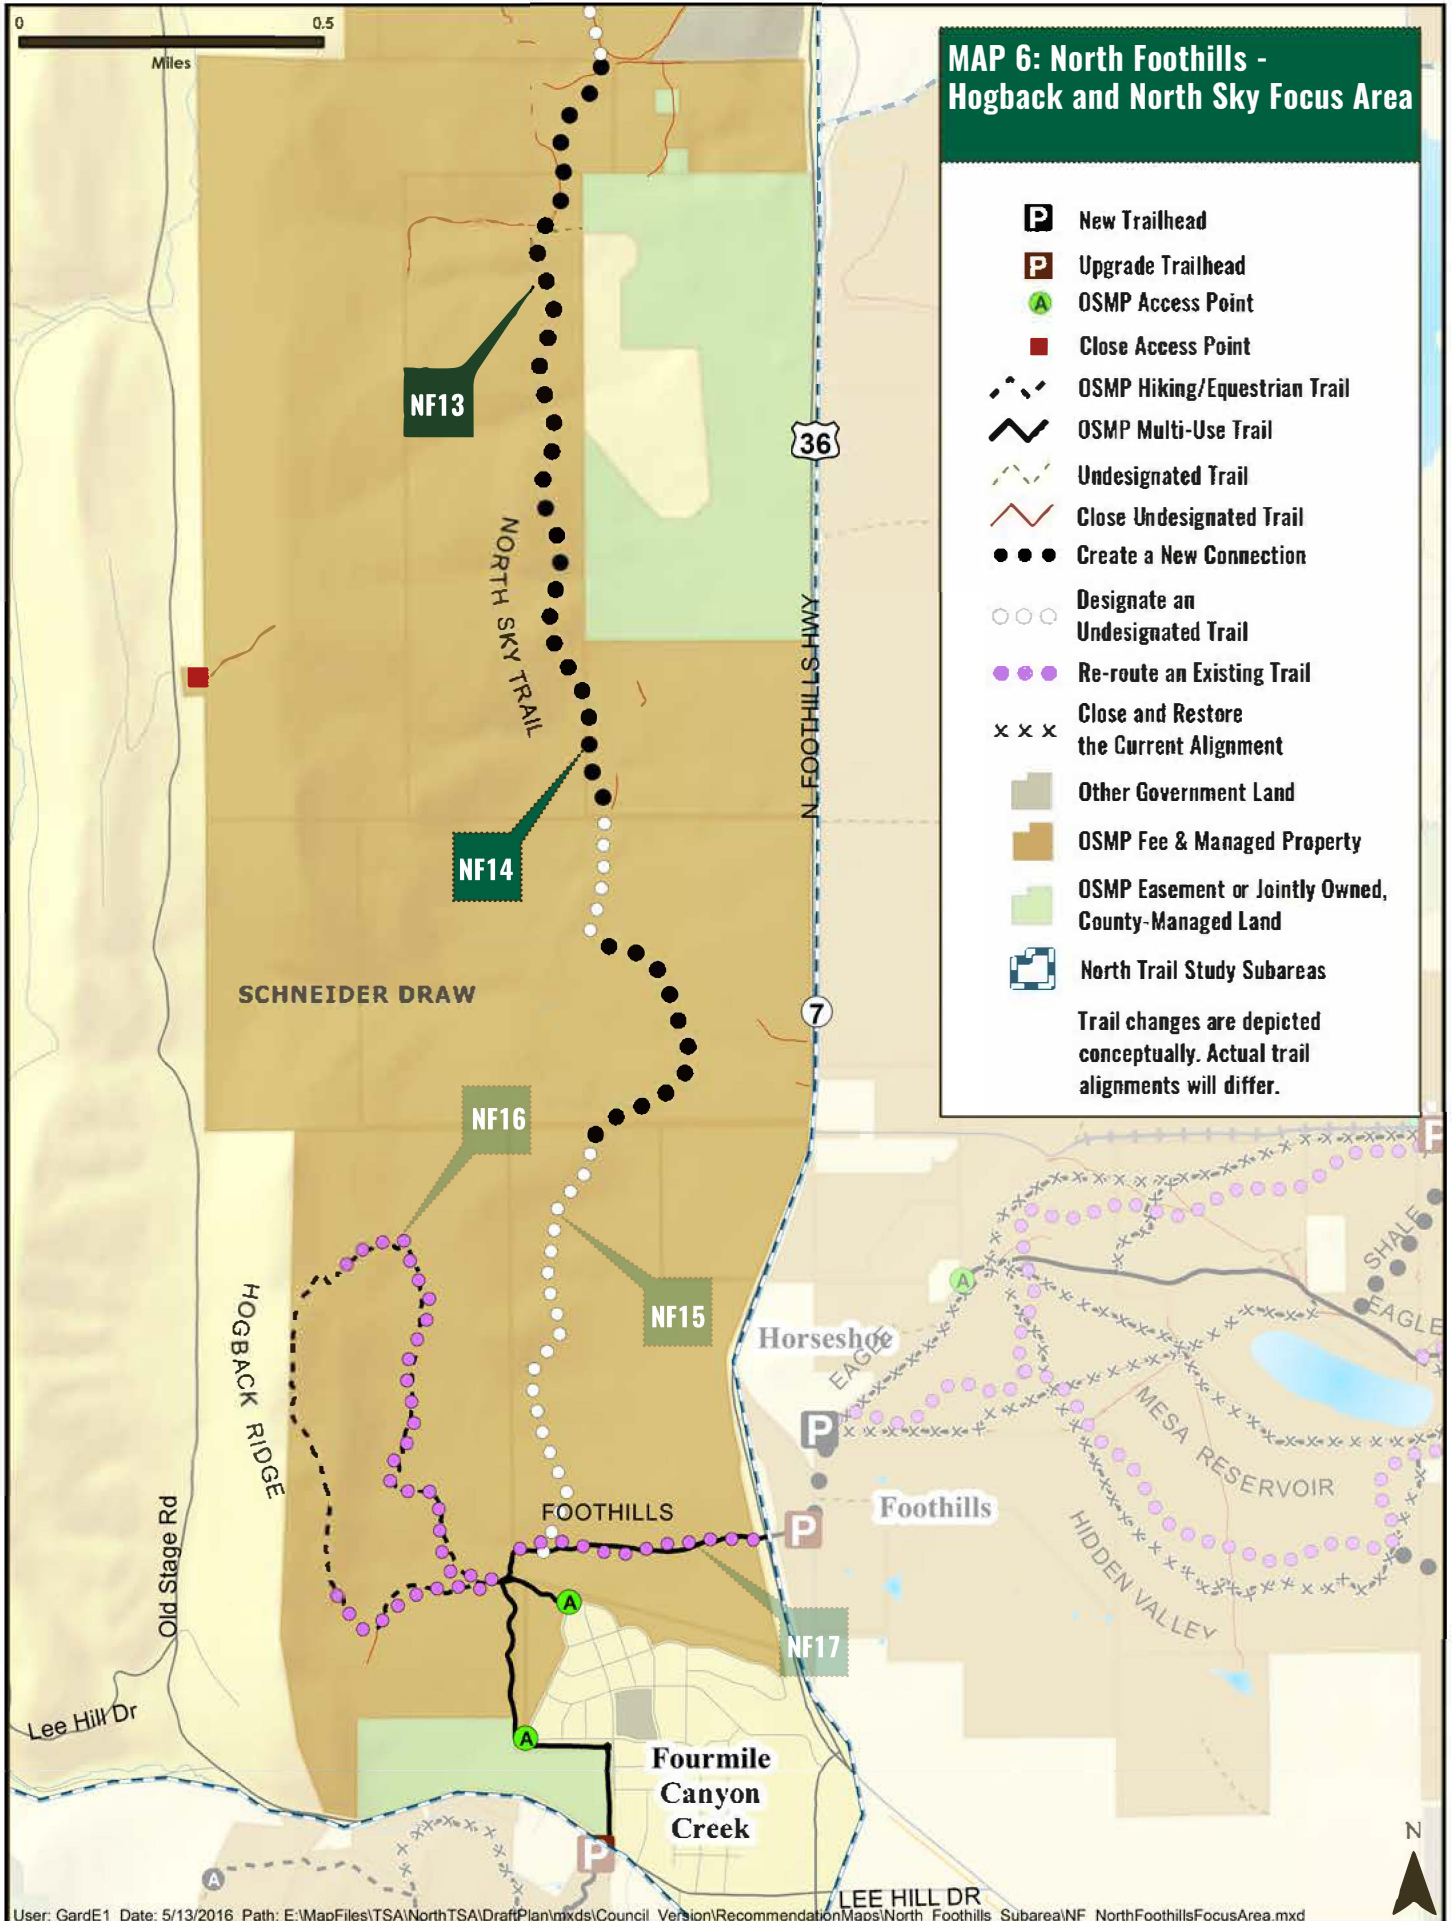 0
0.5
Miles
MAP 6: North Foothills -
Hogback and North Sky Focus Area
P
New Trailhead
P
Upgrade Trailhead
A
OSMP Access Point
Close Access Point
OSMP Hiking/Equestrian Trail
OSMP Multi-Use Trail
Undesignated Trail
Close Undesignated Trail
Create a New Connection
Designate an
Undesignated Trail
Re-route an Existing Trail
x x x
Close and Restore
the Current Alignment
Other Government Land
OSMP Fee & Managed Property
OSMP Easement or Jointly Owned,
County-Managed Land
North Trail Study Subareas
Trail changes are depicted
conceptually. Actual trail
alignments will differ.
NF13
36
NORTH SKY TRAIL
N FOOTHILLS HWY
NF14
SCHNEIDER DRAW
7
NF16
P
SHALE
A
EAGLE
NF15
Horseshoe
EAGLE
HOGBACK RIDGE
P
MESA RESERVOIR
Old Stage Rd
FOOTHILLS
Foothills
P
HIDDEN VALLEY
A
NF17
Lee Hill Dr
A
Fourmile
Canyon
Creek
P
A
N
LEE HILL DR
User: GardE1 Date: 5/13/2016 Path: E:\MapFiles\TSA\NorthTSA\DraftPlan\mxds\Council_Version\RecommendationMaps\North_Foothills_Subarea\NF_NorthFoothillsFocusArea.mxd